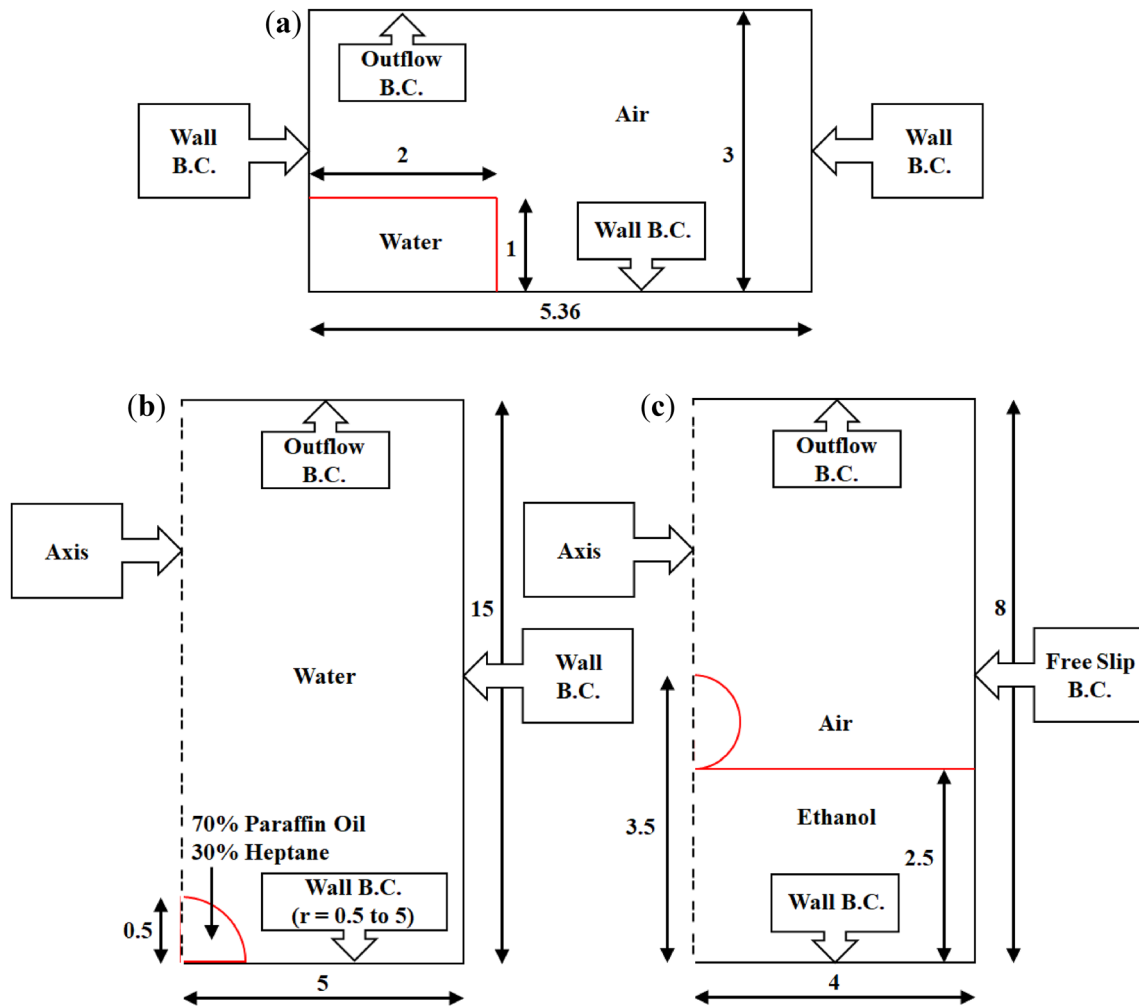 (a)
Outflow
B.C.
Air
Wall
B.C.
Wall
B.C.
2
3
Water
1
Wall B.C.
5.36
(b)
Outflow
B.C.
Axis
15
Water
Wall
B.C.
70% Paraffin Oil
30% Heptane
0.5
Wall B.C.
(r = 0.5 to 5)
5
(c)
Outflow
B.C.
Axis
8
Free Slip
B.C.
Air
3.5
Ethanol
2.5
Wall B.C.
4